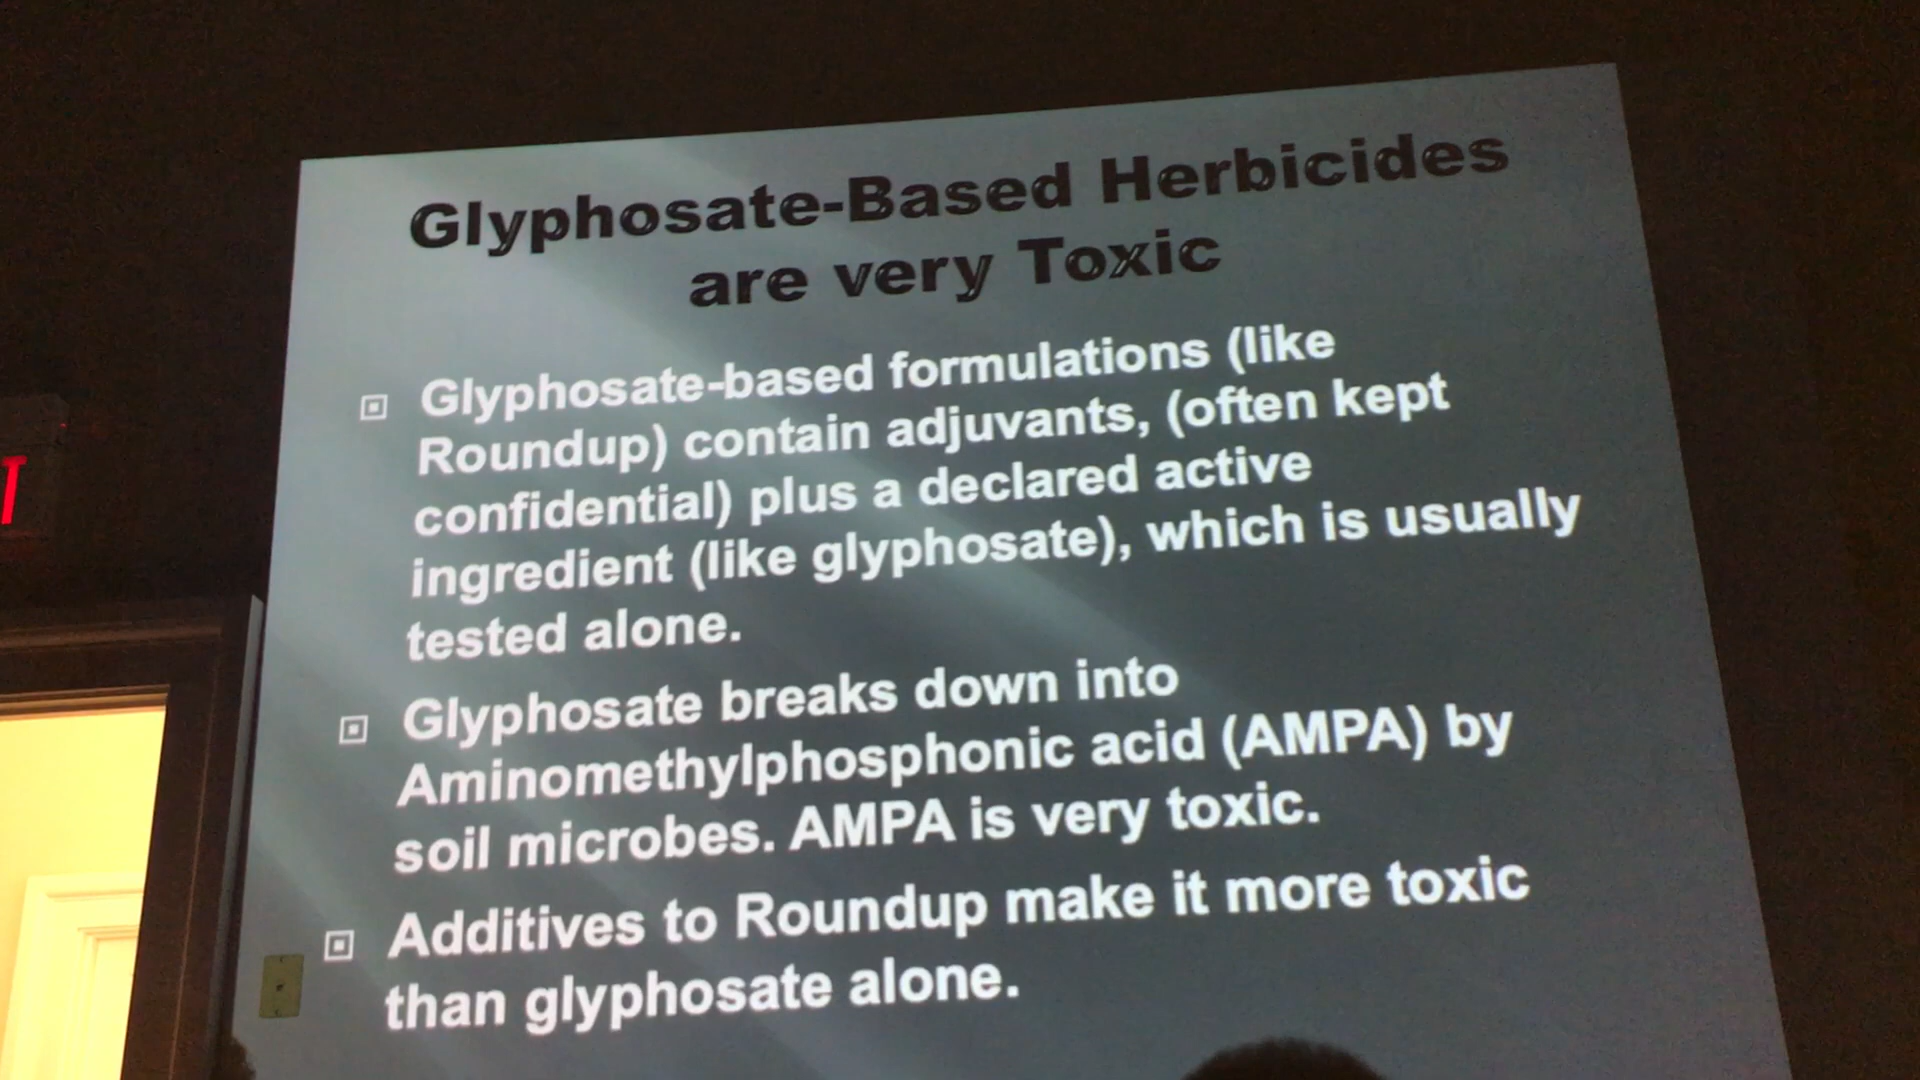 Glyphosate-Based Herbicides
are very Toxic
Glyphosate-based formulations (like
Roundup) contain adjuvants, (often kept
confidential) plus a declared active
ingredient (like glyphosate), which is usually
tested alone.
Glyphosate breaks down into
Aminomethylphosphonic acid (AMPA) by
soil microbes. AMPA is very toxic.
Additives to Roundup make it more toxic
than glyphosate alone.
T